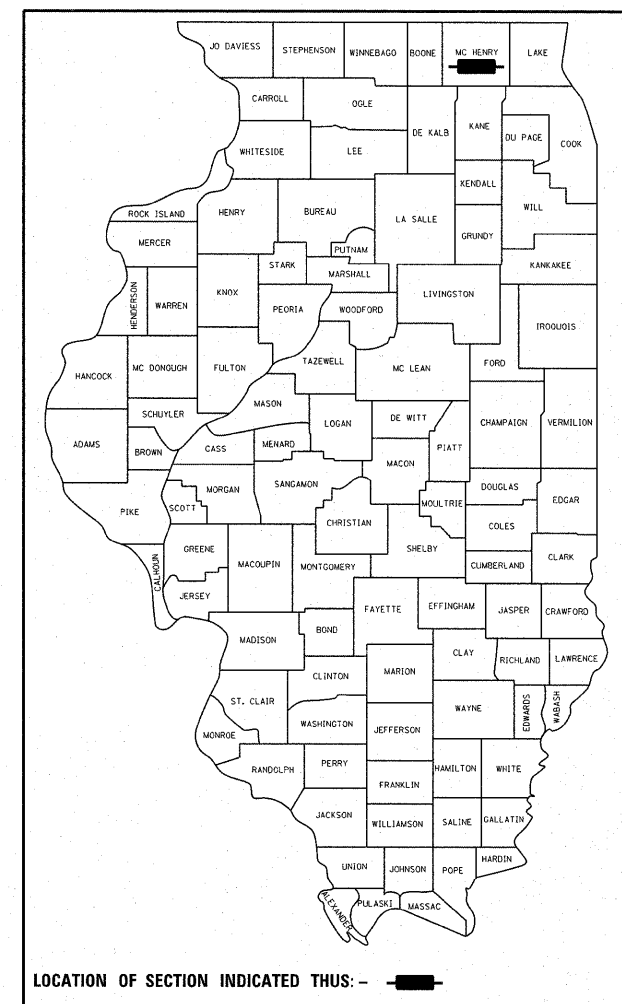 JO DAVIESS
STEPHENSON
WINNEBAGO
BOONE
MC HENRY
LAKE
CARROLL
OGLE
DE KALB
KANE
DU PAGE
COOK
WHITESIDE
LEE
KENDALL
WILL
ROCK ISLAND
HENRY
BUREAU
LA SALLE
GRUNDY
MERCER
PUTNAM
STARK
MARSHALL
KANKAKEE
HENDERSON
WARREN
KNOX
PEORIA
WOODFORD
LIVINGSTON
IROQUOIS
HANCOCK
MC DONOUGH
FULTON
TAZEWELL
MC LEAN
FORD
SCHUYLER
MASON
LOGAN
DE WITT
CHAMPAIGN
VERMILION
ADAMS
BROWN
CASS
MENARD
MACON
PIATT
PIKE
SCOTT
MORGAN
SANGAMON
CHRISTIAN
MOULTRIE
DOUGLAS
EDGAR
COLES
CALHOUN
GREENE
MACOUPIN
MONTGOMERY
SHELBY
CUMBERLAND
CLARK
JERSEY
FAYETTE
EFFINGHAM
JASPER
CRAWFORD
MADISON
BOND
CLAY
RICHLAND
LAWRENCE
CLINTON
MARION
ST. CLAIR
WASHINGTON
WAYNE
EDWARDS
WABASH
MONROE
JEFFERSON
RANDOLPH
PERRY
HAMILTON
WHITE
FRANKLIN
JACKSON
WILLIAMSON
SALINE
GALLATIN
UNION
JOHNSON
POPE
HARDIN
ALEXANDER
PULASKI
MASSAC
LOCATION OF SECTION INDICATED THUS: -